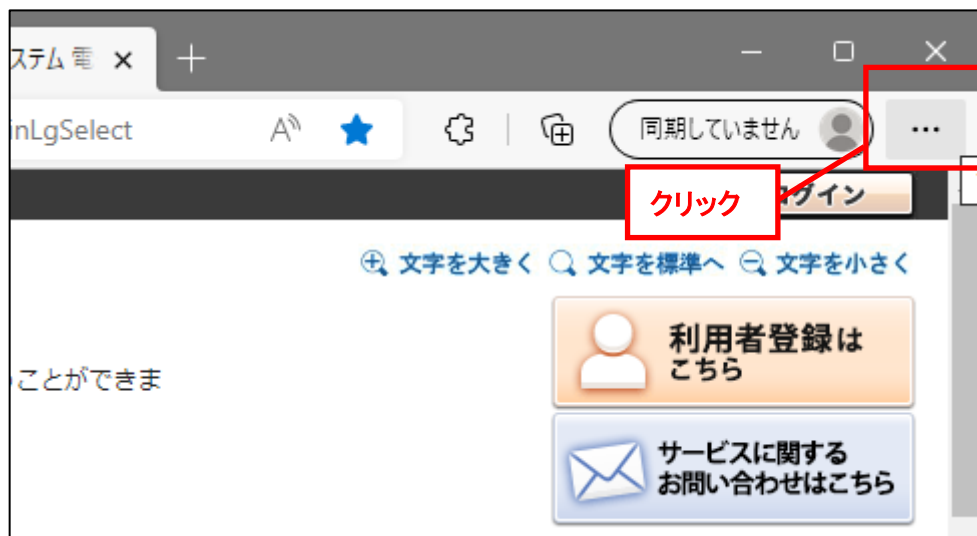 ステム 電
inLgSelect
同期していません
クリック
グイン
文字を大きく 文字を標準へ 文字を小さく
利用者登録は
こちら
ことができま
サービスに関する
お問い合わせはこちら